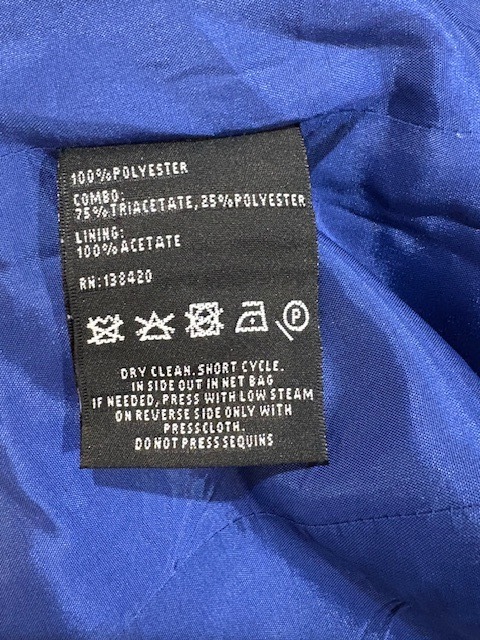 100%POLYESTER
COMBO:
75%TRIACETATE, 25%POLYESTER
LINING:
100%ACETATE
RN:138420
P
DRY CLEAN. SHORT CYCLE.
IN SIDE OUT IN NET BAG
IF NEEDED, PRESS WITH LOW STEAM
ON REVERSE SIDE ONLY WITH
PRESSCLOTH.
DO NOT PRESS SEQUINS